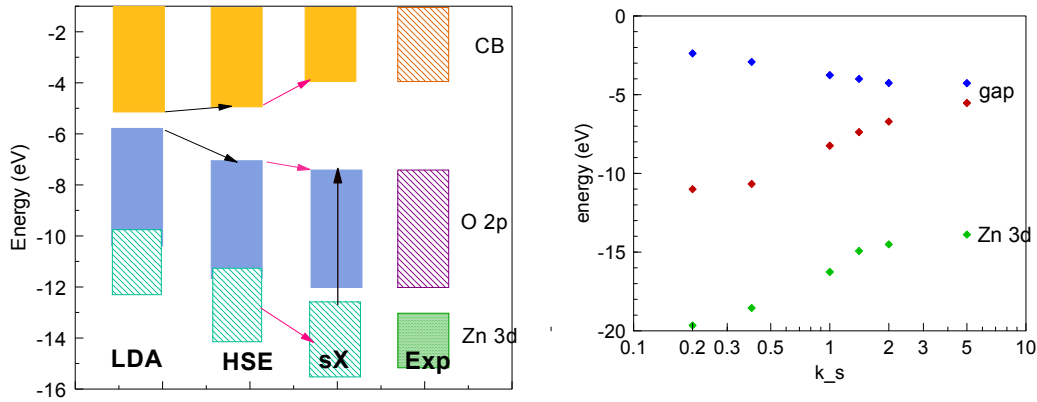 -1
-2
-4
-6
-8
-10
-12
-14
-16
Energy (eV)
CB
O 2p
Zn 3d
LDA
HSE
sX
Exp
0
-5
-10
-15
-20
energy (eV)
gap
Zn 3d
0.1
0.2
0.3
0.5
1
2
3
5
10
k_s